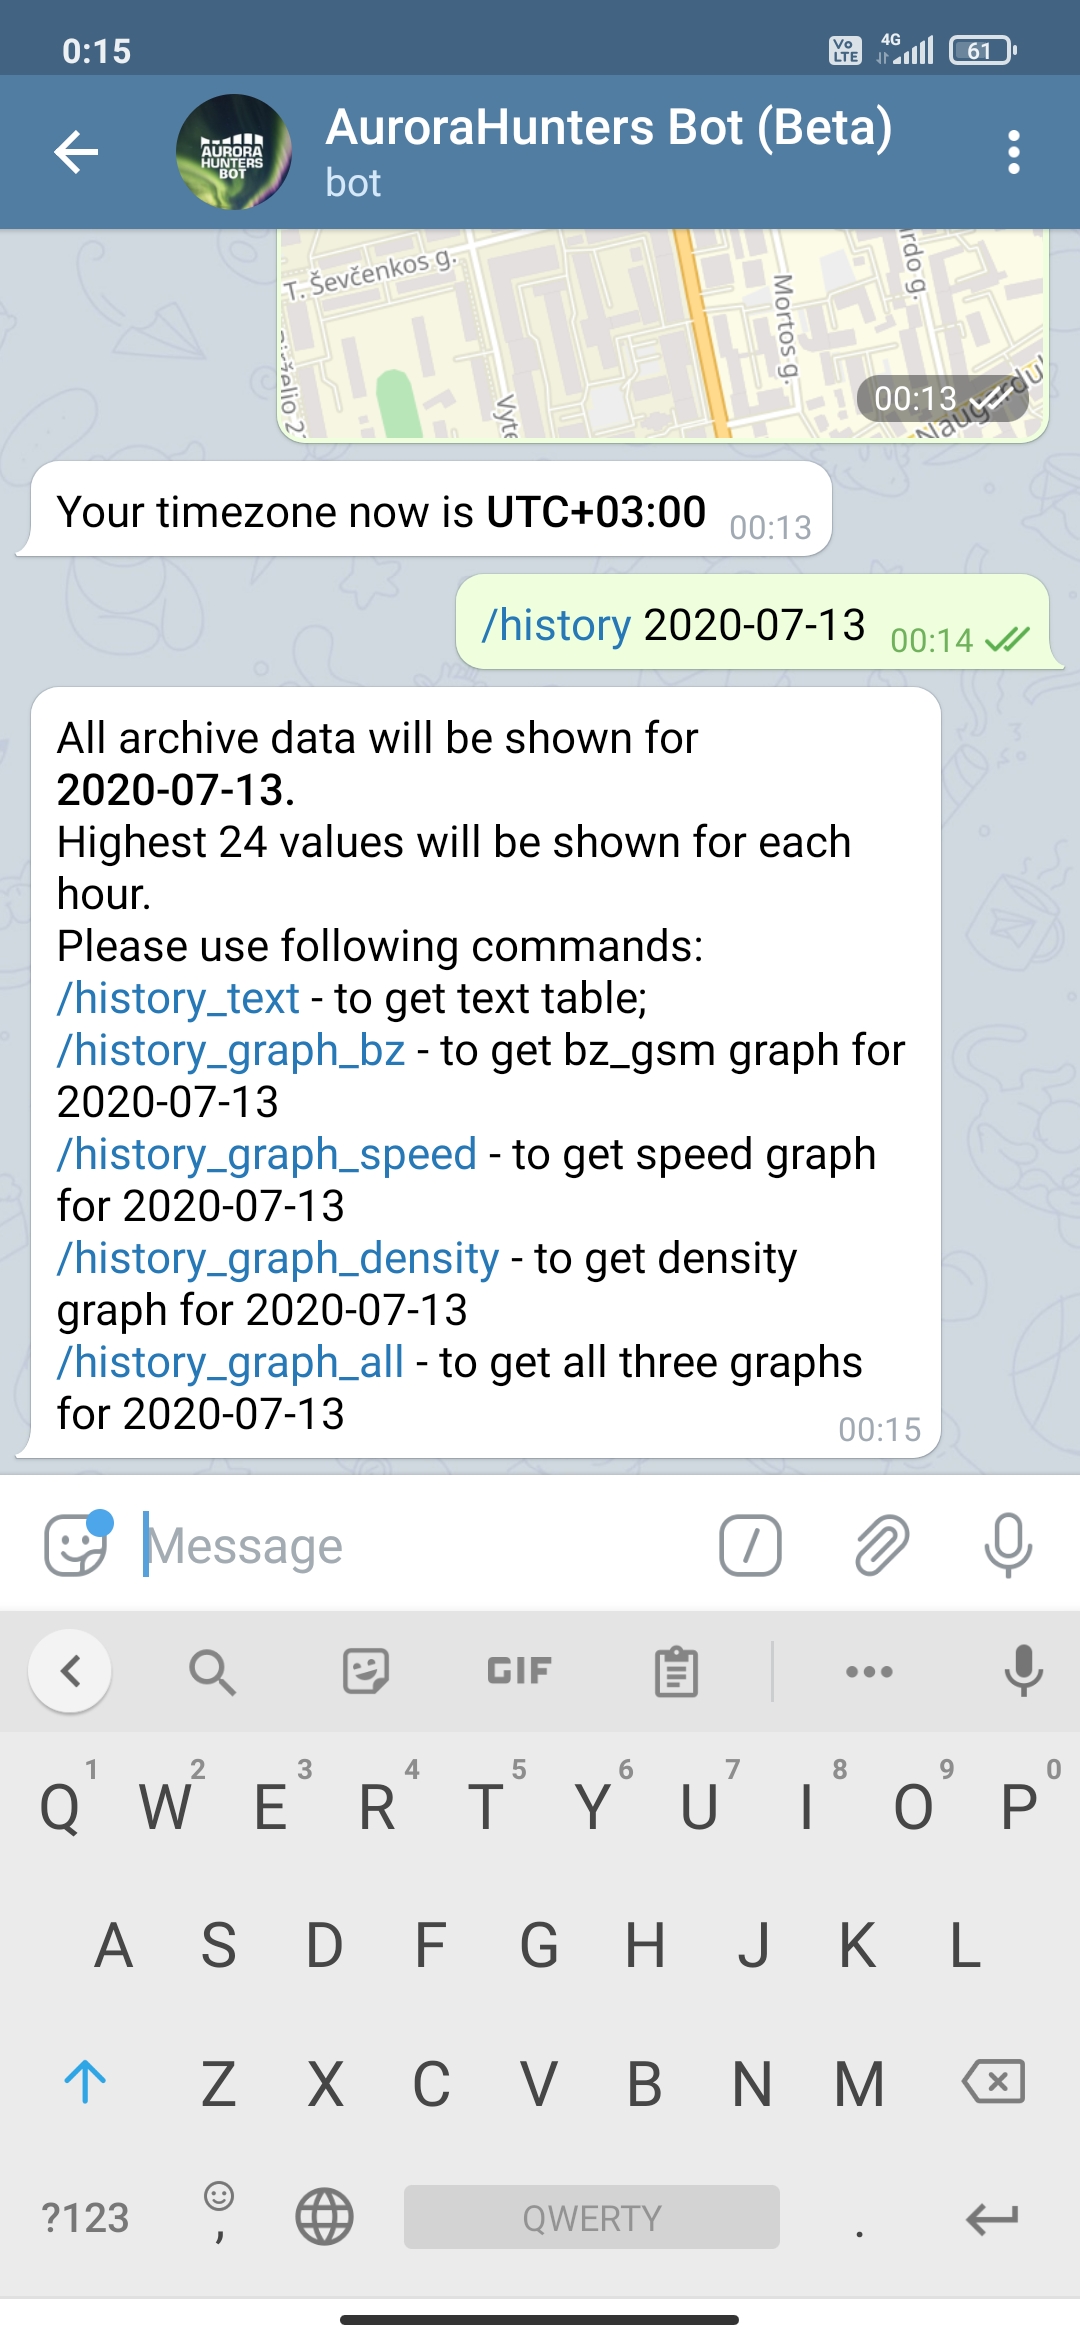 0:15
Vo LTE
4G
61
AURORA
HUNTERS
BOT
AuroraHunters Bot (Beta)
bot
T. Ševčenkos g.
Mortos g.
Vyte
00:13
Your timezone now is UTC+03:00
00:13
/history 2020-07-13
00:14
All archive data will be shown for
2020-07-13.
Highest 24 values will be shown for each
hour.
Please use following commands:
/history_text - to get text table;
/history_graph_bz - to get bz_gsm graph for
2020-07-13
/history_graph_speed - to get speed graph
for 2020-07-13
/history_graph_density - to get density
graph for 2020-07-13
/history_graph_all - to get all three graphs
for 2020-07-13
00:15
Message
/
GIF
1 2 3 4 5 6 7 8 9 0
Q W E R T Y U I O P
A S D F G H J K L
Z X C V B N M
?123 , QWERTY .